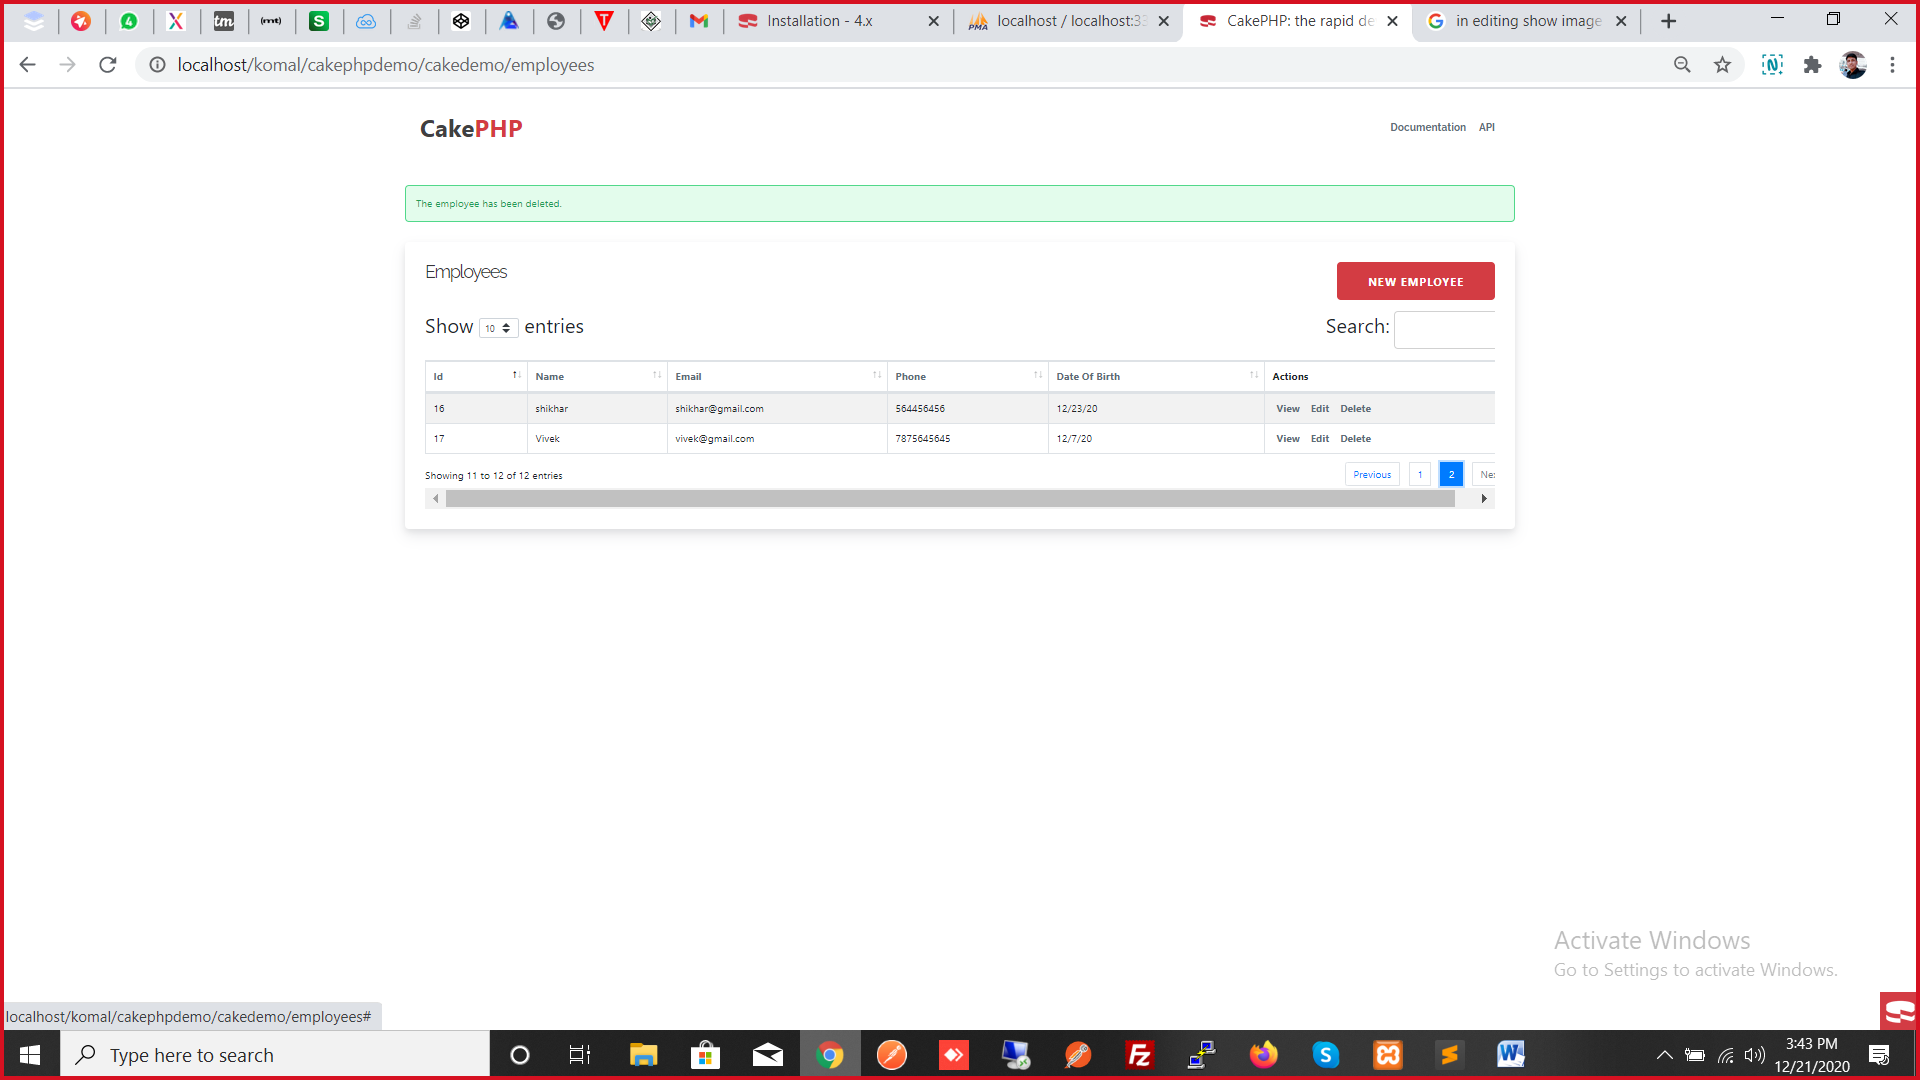 tm
(mt)
S
Installation - 4.x
PMA
localhost / localhost:33
CakePHP: the rapid de
in editing show image
localhost/komal/cakephpdemo/cakedemo/employees
CakePHP
Documentation API
The employee has been deleted.
Employees
NEW EMPLOYEE
Show 10 entries
Search:
Id Name Email Phone Date Of Birth Actions
16 shikhar shikhar@gmail.com 564456456 12/23/20 View Edit Delete
17 Vivek vivek@gmail.com 7875645645 12/7/20 View Edit Delete
Showing 11 to 12 of 12 entries
Previous 1 2 Nex
Activate Windows
Go to Settings to activate Windows.
localhost/komal/cakephpdemo/cakedemo/employees#
Type here to search
3:43 PM
12/21/2020